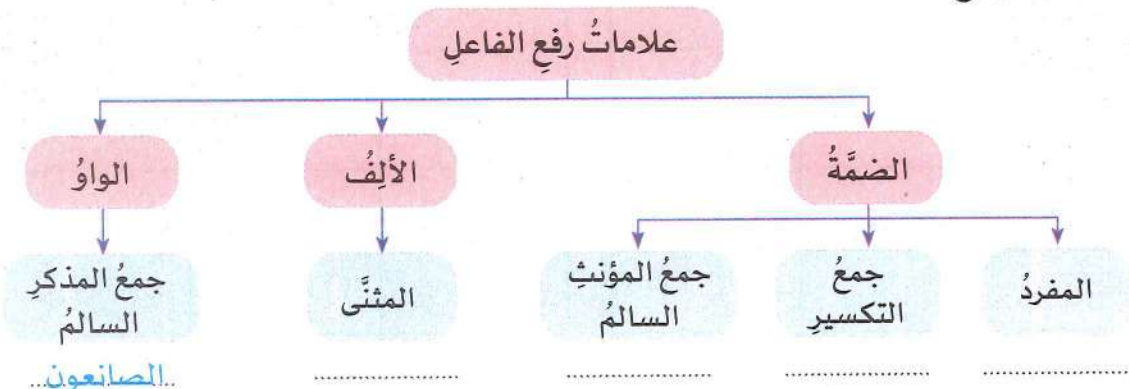 علاماتُ رفعِ الفاعلِ
الضمَّةُ
الألِفُ
الواوُ
المفردُ
جمعُ التكسيرِ
جمعُ المؤنثِ السالمُ
المثنَّى
جمعُ المذكرِ السالمُ
الصانعون